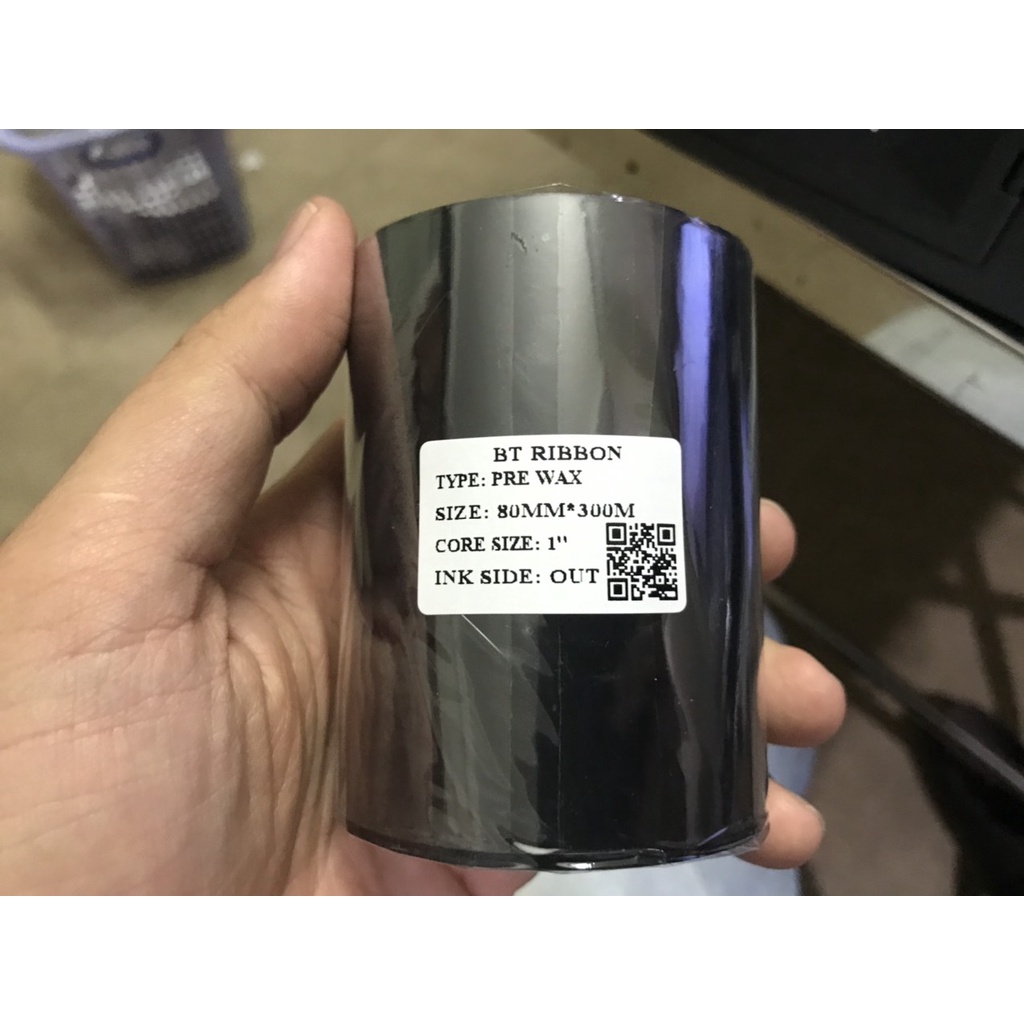 BT RIBBON
TYPE: PRE WAX
SIZE: 80MM*300M
CORE SIZE: 1"
INK SIDE: OUT